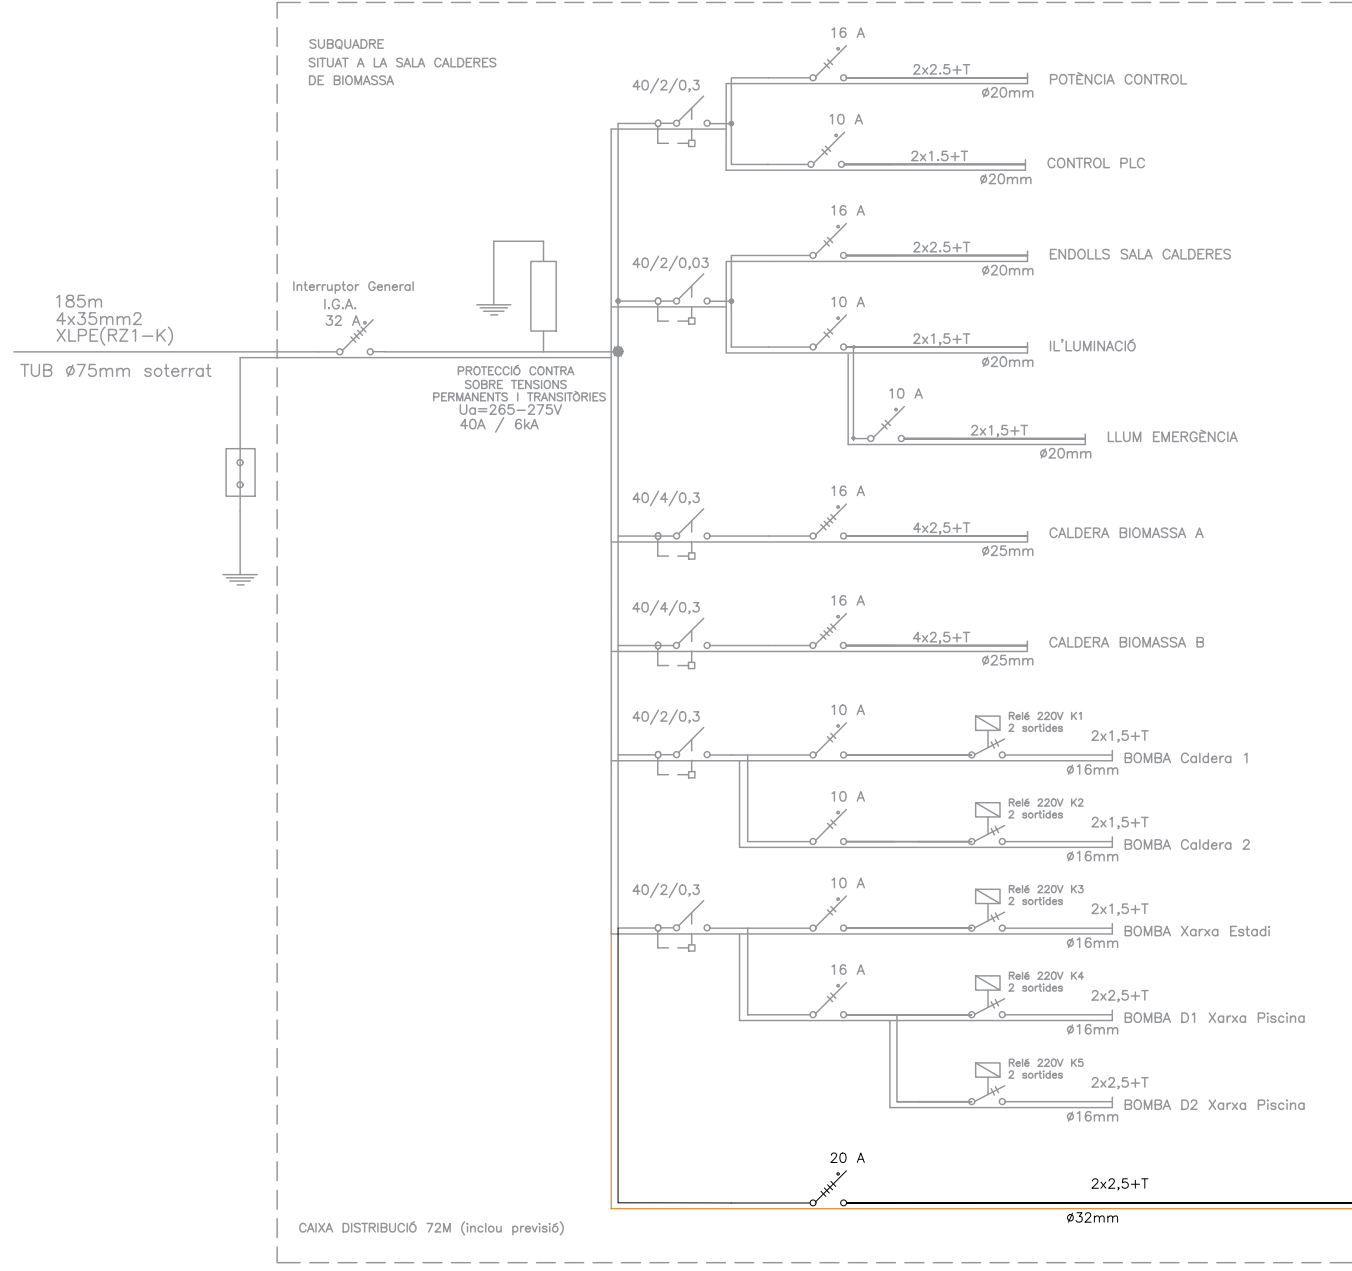 SUBQUADRE
SITUAT A LA SALA CALDERES
DE BIOMASSA
185m
4x35mm2
XLPE(RZ1-K)
TUB Ø75mm soterrat
Interruptor General
I.G.A.
32 A
PROTECCIÓ CONTRA
SOBRE TENSIONS
PERMANENTS I TRANSITÒRIES
Ua=265-275V
40A / 6kA
40/2/0,3
16 A
2x2.5+T
Ø20mm
POTÈNCIA CONTROL
10 A
2x1.5+T
Ø20mm
CONTROL PLC
40/2/0,03
16 A
2x2.5+T
Ø20mm
ENDOLLS SALA CALDERES
10 A
2x1,5+T
Ø20mm
IL'LUMINACIÓ
10 A
2x1,5+T
Ø20mm
LLUM EMERGÈNCIA
40/4/0,3
16 A
4x2,5+T
Ø25mm
CALDERA BIOMASSA A
40/4/0,3
16 A
4x2,5+T
Ø25mm
CALDERA BIOMASSA B
40/2/0,3
10 A
Relé 220V K1
2 sortides
2x1,5+T
Ø16mm
BOMBA Caldera 1
10 A
Relé 220V K2
2 sortides
2x1,5+T
Ø16mm
BOMBA Caldera 2
40/2/0,3
10 A
Relé 220V K3
2 sortides
2x1,5+T
Ø16mm
BOMBA Xarxa Estadi
16 A
Relé 220V K4
2 sortides
2x2,5+T
Ø16mm
BOMBA D1 Xarxa Piscina
Relé 220V K5
2 sortides
2x2,5+T
Ø16mm
BOMBA D2 Xarxa Piscina
20 A
2x2,5+T
Ø32mm
CAIXA DISTRIBUCIÓ 72M (inclou previsió)